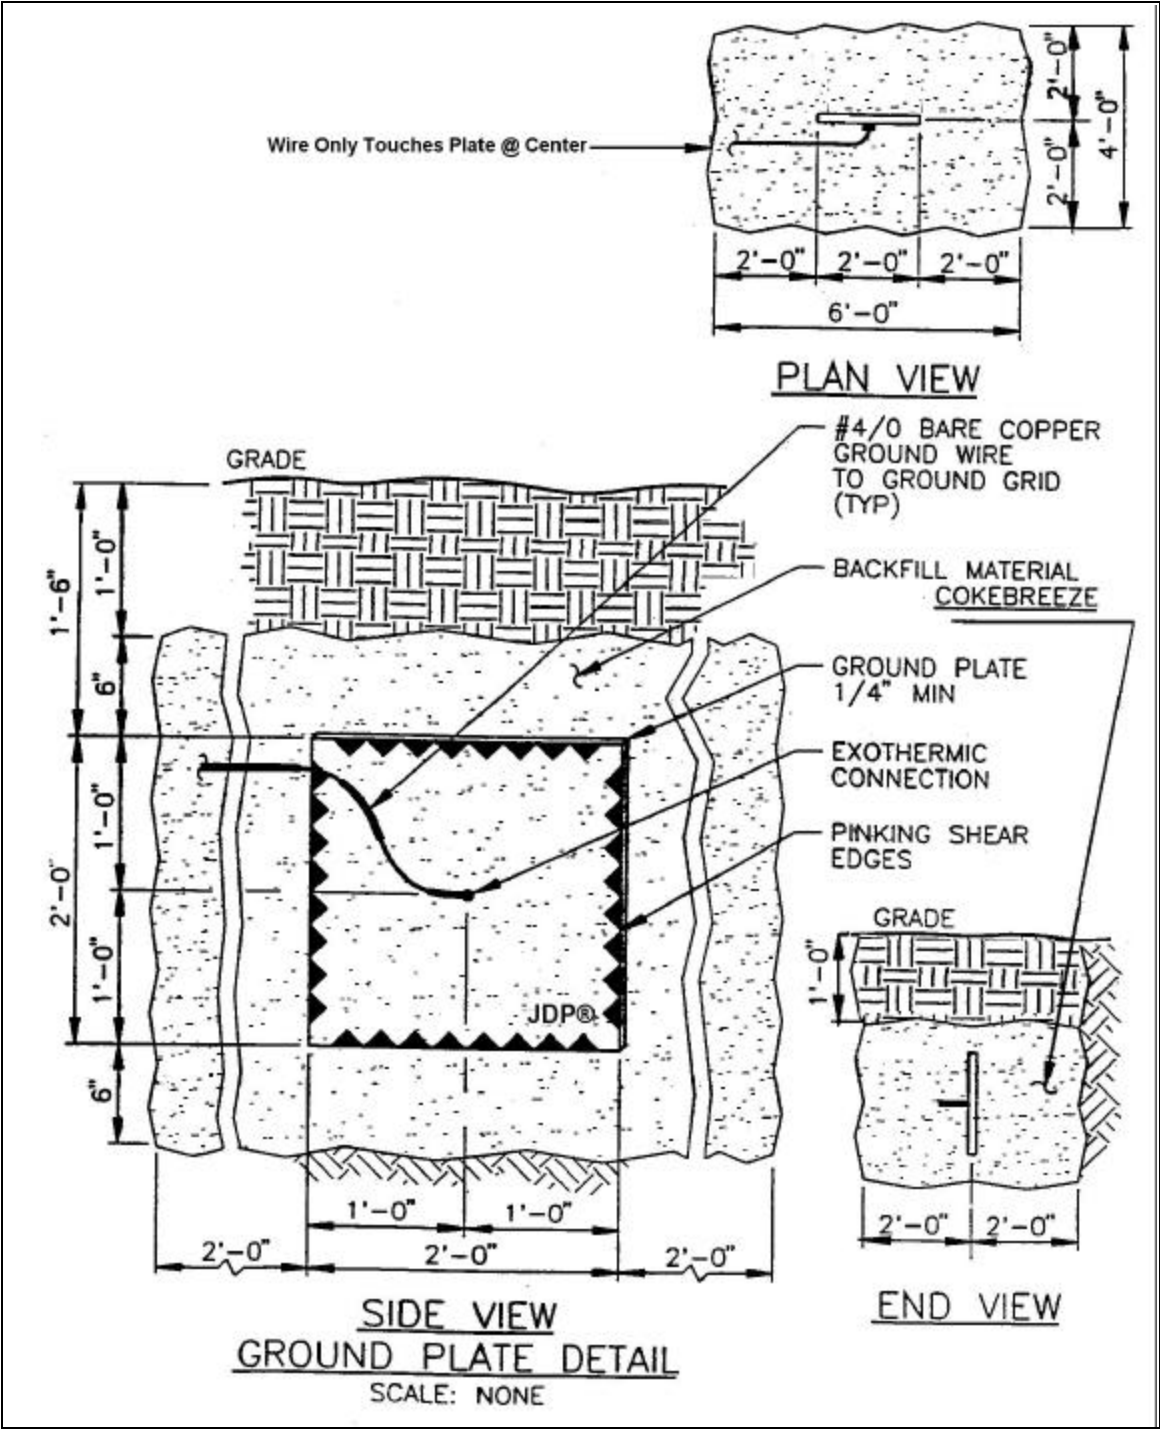 2'-0"
4'-0"
2'-0"
Wire Only Touches Plate @ Center
2'-0" 2'-0" 2'-0"
6'-0"
PLAN VIEW
#4/0 BARE COPPER
GROUND WIRE
TO GROUND GRID
(TYP)
GRADE
1'-0"
1'-6"
BACKFILL MATERIAL
COKEBREEZE
6"
GROUND PLATE
1/4" MIN
EXOTHERMIC
CONNECTION
1'-0"
2'-0"
PINKING SHEAR
EDGES
1'-0"
JDP®
6"
GRADE
1'-0"
1'-0" 1'-0"
2'-0" 2'-0" 2'-0"
2'-0" 2'-0"
END VIEW
SIDE VIEW
GROUND PLATE DETAIL
SCALE: NONE